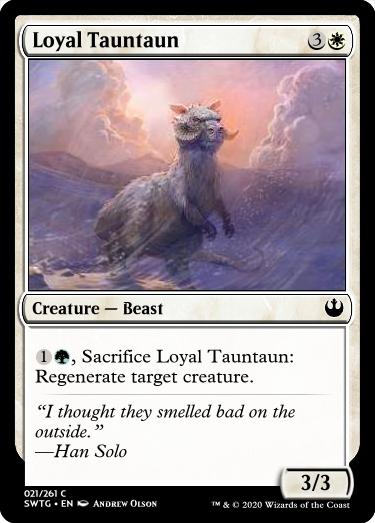 Loyal Tauntaun 3
Creature — Beast
1, Sacrifice Loyal Tauntaun:
Regenerate target creature.
“I thought they smelled bad on the
outside.”
—Han Solo
3/3
021/261 C
SWTG • EN Andrew Olson
™ & © 2020 Wizards of the Coast